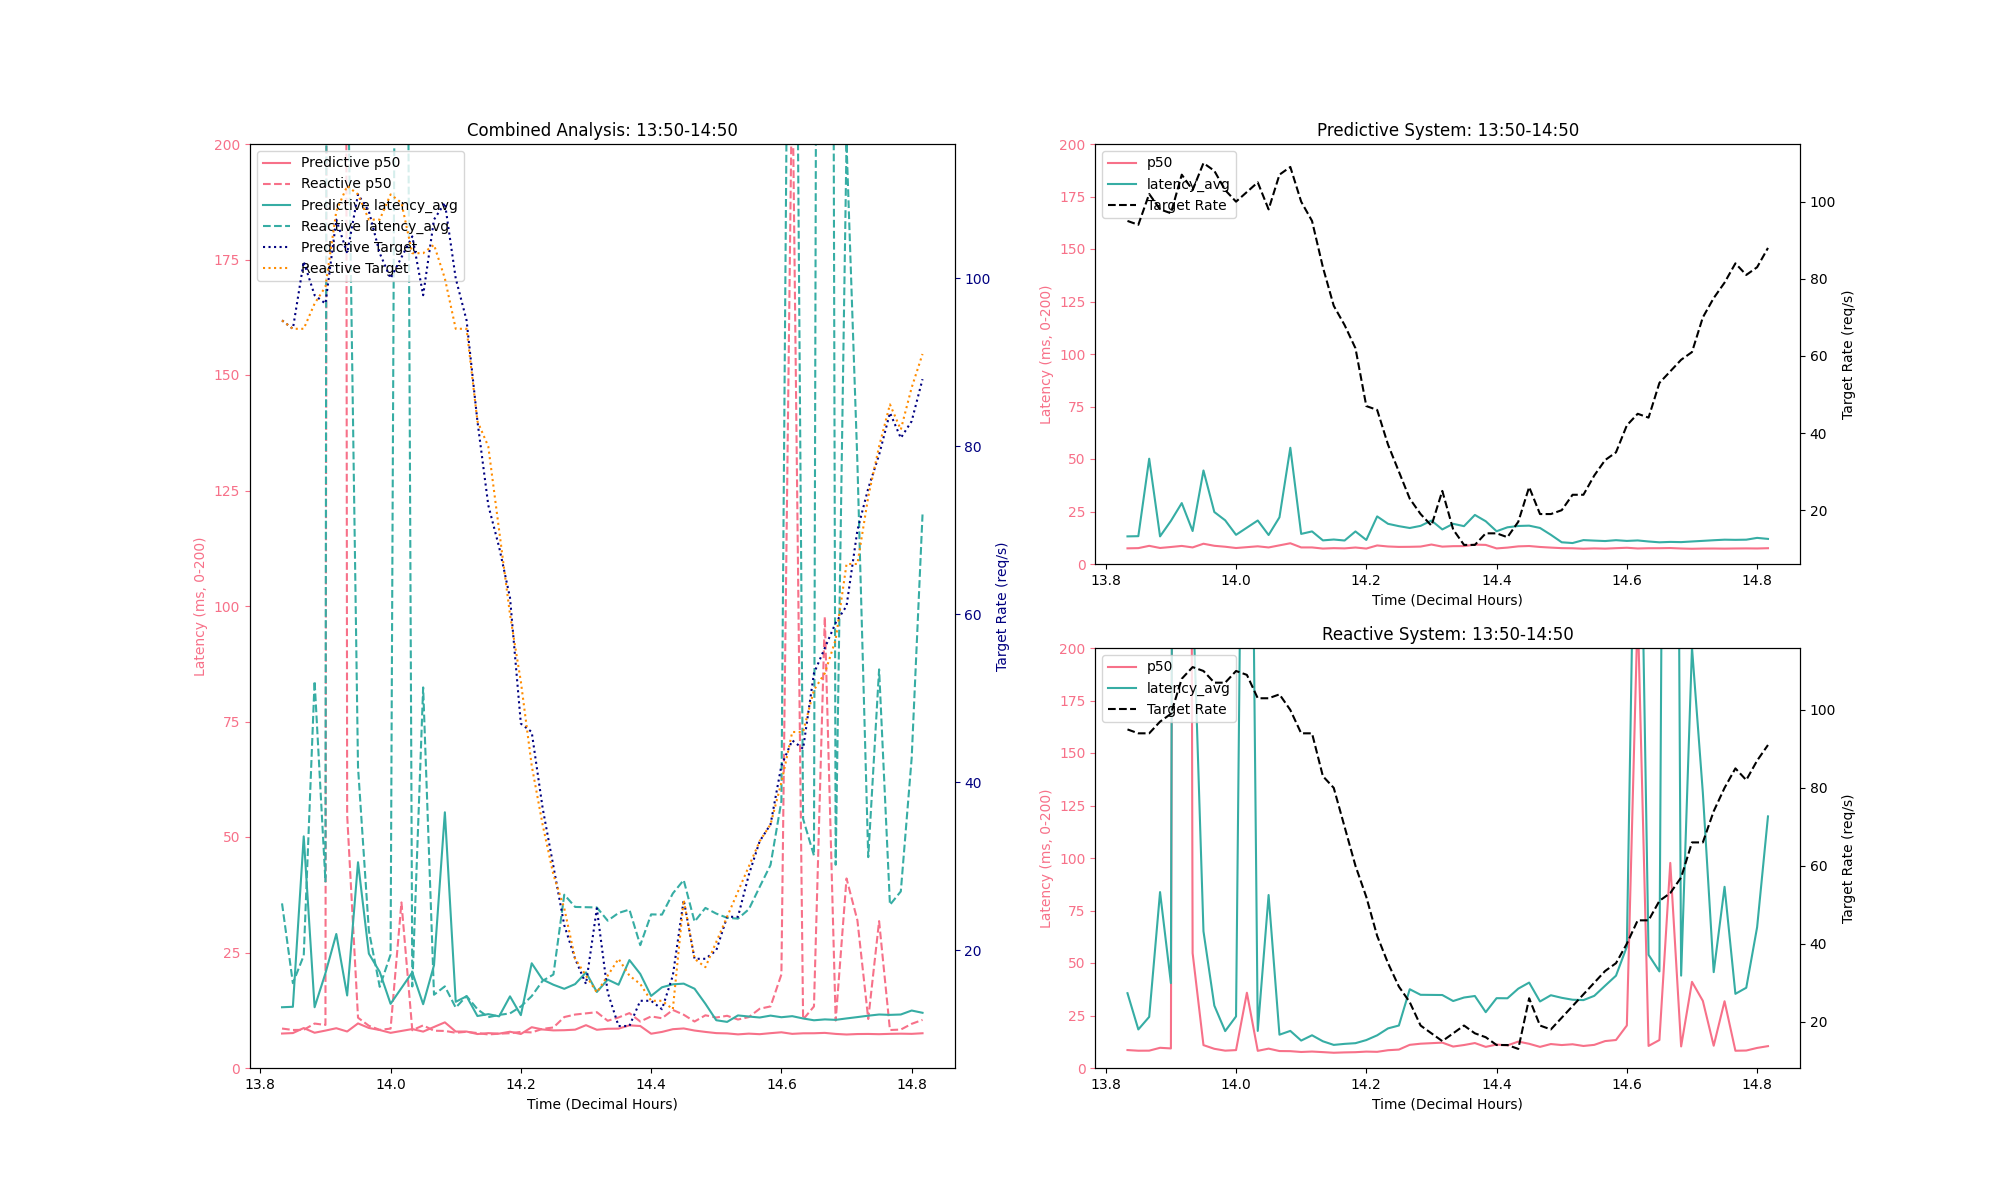 Combined Analysis: 13:50-14:50
200
175
150
125
100
75
50
25
0
Latency (ms, 0-200)
Predictive p50
Reactive p50
Predictive latency_avg
Reactive latency_avg
Predictive Target
Reactive Target
100
80
60
40
20
Target Rate (req/s)
13.8 14.0 14.2 14.4 14.6 14.8
Time (Decimal Hours)
Predictive System: 13:50-14:50
200
175
150
125
100
75
50
25
0
Latency (ms, 0-200)
p50
latency_avg
Target Rate
100
80
60
40
20
Target Rate (req/s)
13.8 14.0 14.2 14.4 14.6 14.8
Time (Decimal Hours)
Reactive System: 13:50-14:50
200
175
150
125
100
75
50
25
0
Latency (ms, 0-200)
p50
latency_avg
Target Rate
100
80
60
40
20
Target Rate (req/s)
13.8 14.0 14.2 14.4 14.6 14.8
Time (Decimal Hours)